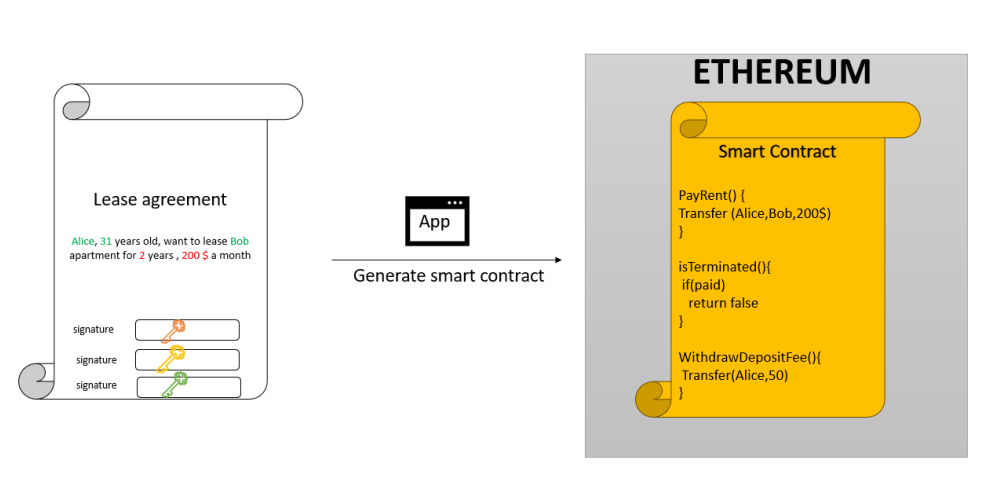 Lease agreement
Alice, 31 years old, want to lease Bob
apartment for 2 years , 200 $ a month
signature
signature
signature
App
Generate smart contract
ETHEREUM
Smart Contract
PayRent() {
Transfer (Alice,Bob,200$)
}
isTerminated(){
if(paid)
return false
}
WithdrawDepositFee(){
Transfer(Alice,50)
}